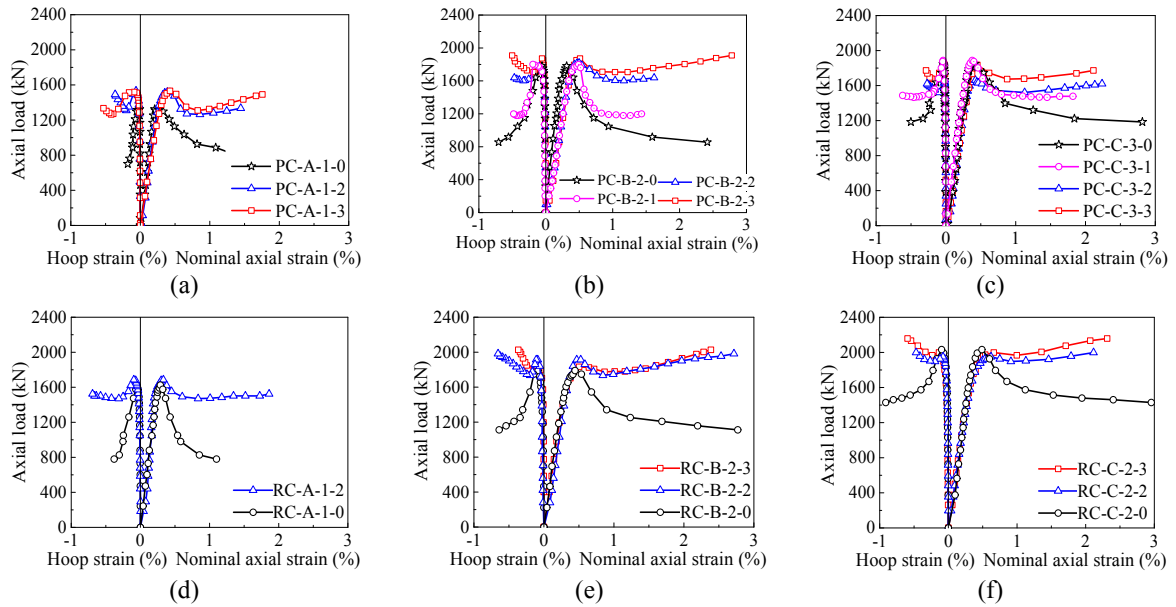 2400
2000
1600
1200
800
400
0
Axial load (kN)
PC-A-1-0
PC-A-1-2
PC-A-1-3
-1 0 1 2 3
Hoop strain (%) Nominal axial strain (%)
(a)
2400
2000
1600
1200
800
400
0
Axial load (kN)
PC-B-2-0 PC-B-2-2
PC-B-2-1 PC-B-2-3
-1 0 1 2 3
Hoop strain (%) Nominal axial strain (%)
(b)
2400
2000
1600
1200
800
400
0
Axial load (kN)
PC-C-3-0
PC-C-3-1
PC-C-3-2
PC-C-3-3
-1 0 1 2 3
Hoop strain (%) Nominal axial strain (%)
(c)
2400
2000
1600
1200
800
400
0
Axial load (kN)
RC-A-1-2
RC-A-1-0
-1 0 1 2 3
Hoop strain (%) Nominal axial strain (%)
(d)
2400
2000
1600
1200
800
400
0
Axial load (kN)
RC-B-2-3
RC-B-2-2
RC-B-2-0
-1 0 1 2 3
Hoop strain (%) Nominal axial strain (%)
(e)
2400
2000
1600
1200
800
400
0
Axial load (kN)
RC-C-2-3
RC-C-2-2
RC-C-2-0
-1 0 1 2 3
Hoop strain (%) Nominal axial strain (%)
(f)